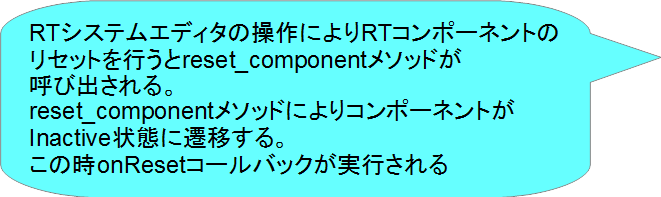 RTシステムエディタの操作によりRTコンポーネントの
リセットを行うとreset_componentメソッドが
呼び出される。
reset_componentメソッドによりコンポーネントが
Inactive状態に遷移する。
この時onResetコールバックが実行される